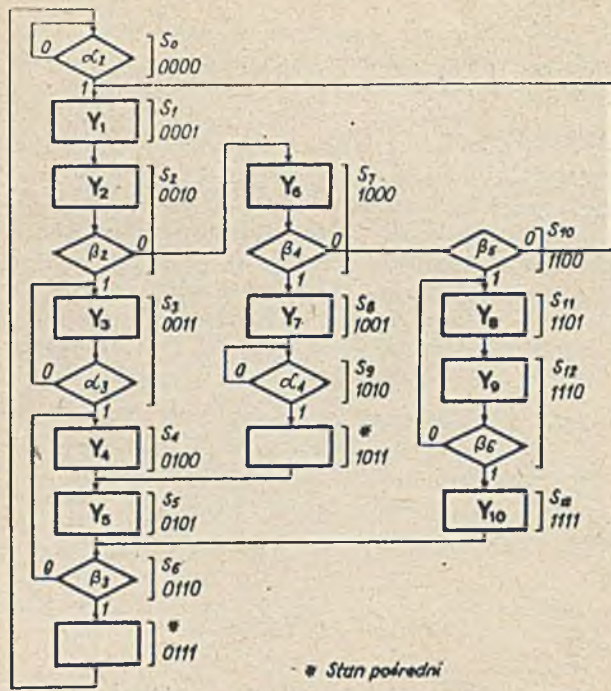 0 α1 S0
0000
1
Y1 S1
0001
Y2 S2
0010
β2 0
1
Y3 S3
0011
0 α3
1
Y4 S4
0100
Y5 S5
0101
0 β3 S6
0110
1
*
0111
Y6 S7
1000
β4 0
1
Y7 S8
1001
0 α4 S9
1010
1
*
1011
β5 0 S10
1100
1
Y8 S11
1101
Y9 S12
1110
0 β6
1
Y10
1111
* Stan pośredni